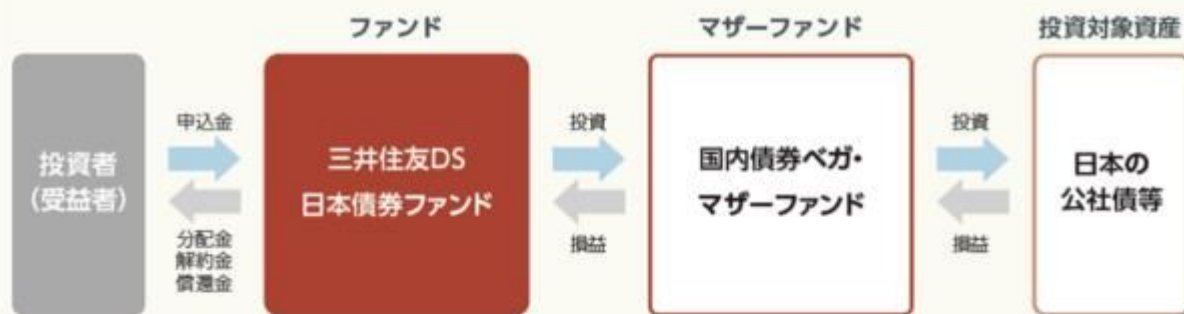 ファンド
マザーファンド
投資対象資産
投資者
(受益者)
申込金
分配金
解約金
償還金
三井住友DS
日本債券ファンド
投資
損益
国内債券ベガ・
マザーファンド
投資
損益
日本の
公社債等